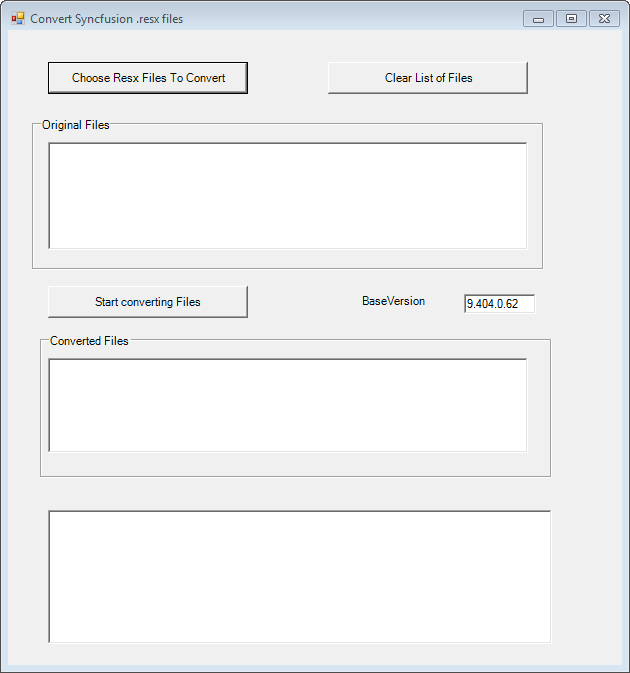 Convert Syncfusion .resx files
Choose Resx Files To Convert
Clear List of Files
Original Files
Start converting Files
BaseVersion
9.404.0.62
Converted Files